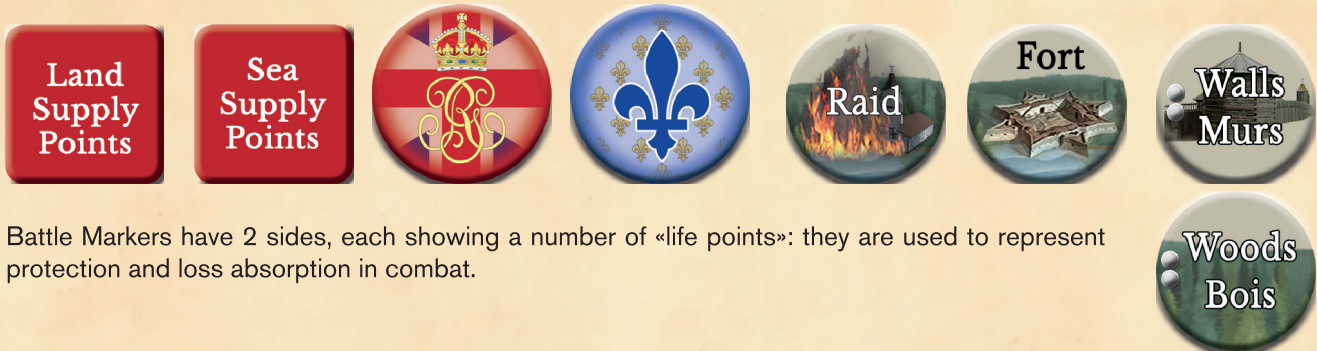 Land
Supply
Points
Sea
Supply
Points
GR
Raid
Fort
Walls
Murs
Woods
Bois
Battle Markers have 2 sides, each showing a number of «life points»: they are used to represent
protection and loss absorption in combat.